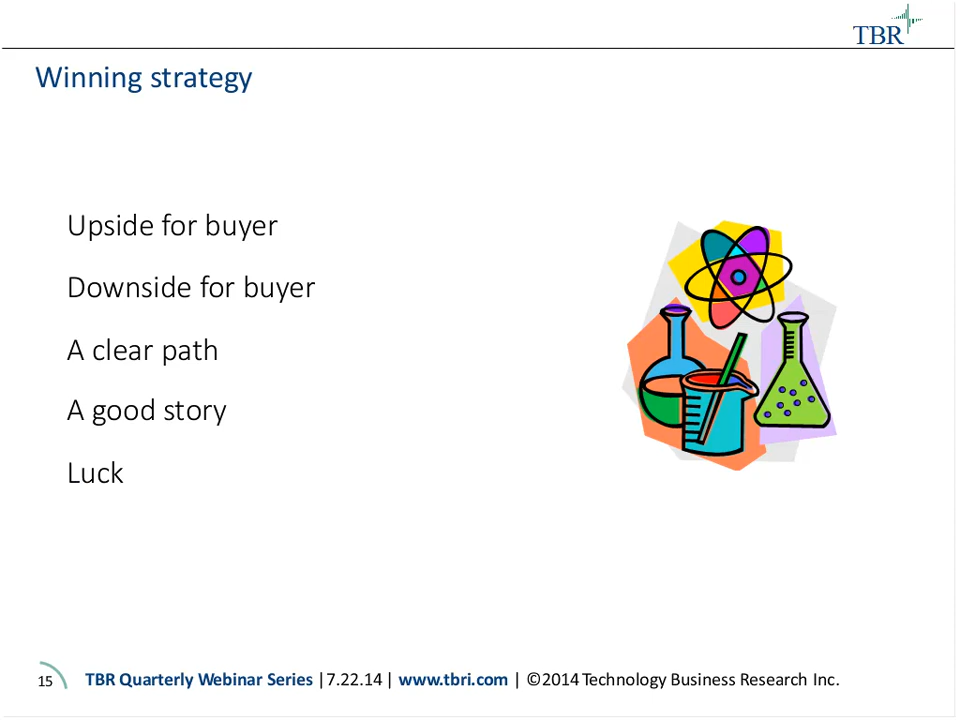 TBR
Winning strategy
Upside for buyer
Downside for buyer
A clear path
A good story
Luck
15 TBR Quarterly Webinar Series | 7.22.14 | www.tbri.com | ©2014 Technology Business Research Inc.